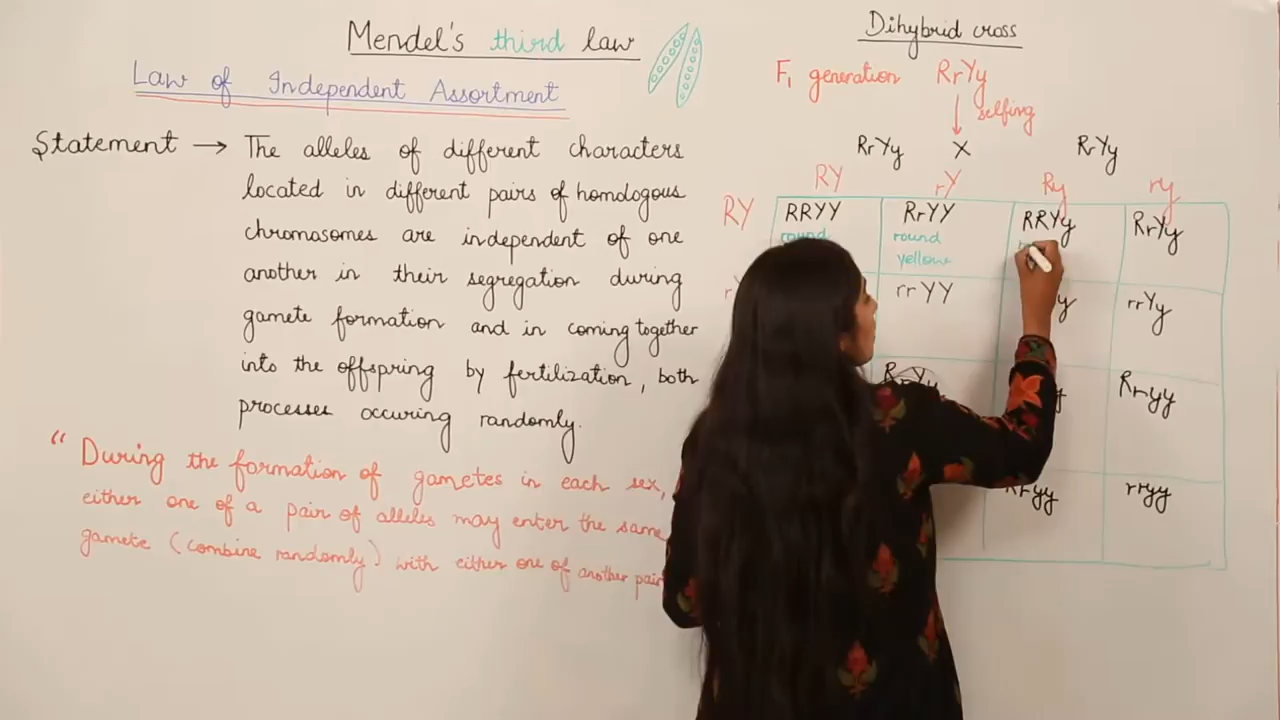 Mendel's third law
Law of Independent Assortment
Statement → The alleles of different characters
located in different pairs of homologous
chromosomes are independent of one
another in their segregation during
gamete formation and in coming together
into the offspring by fertilization, both
processes occuring randomly.
“ During the formation of gametes in each sex,
either one of a pair of alleles may enter the same
gamete (combine randomly) with either one of another pair
Dihybrid cross
F₁ generation RrYy
selfing
RrYy X RrYy
RY rY Ry ry
RY RRYY RrYY RRYy RrYy
round round
yellow
rrYY rrYy
RrYy Rryy
Rryy rryy